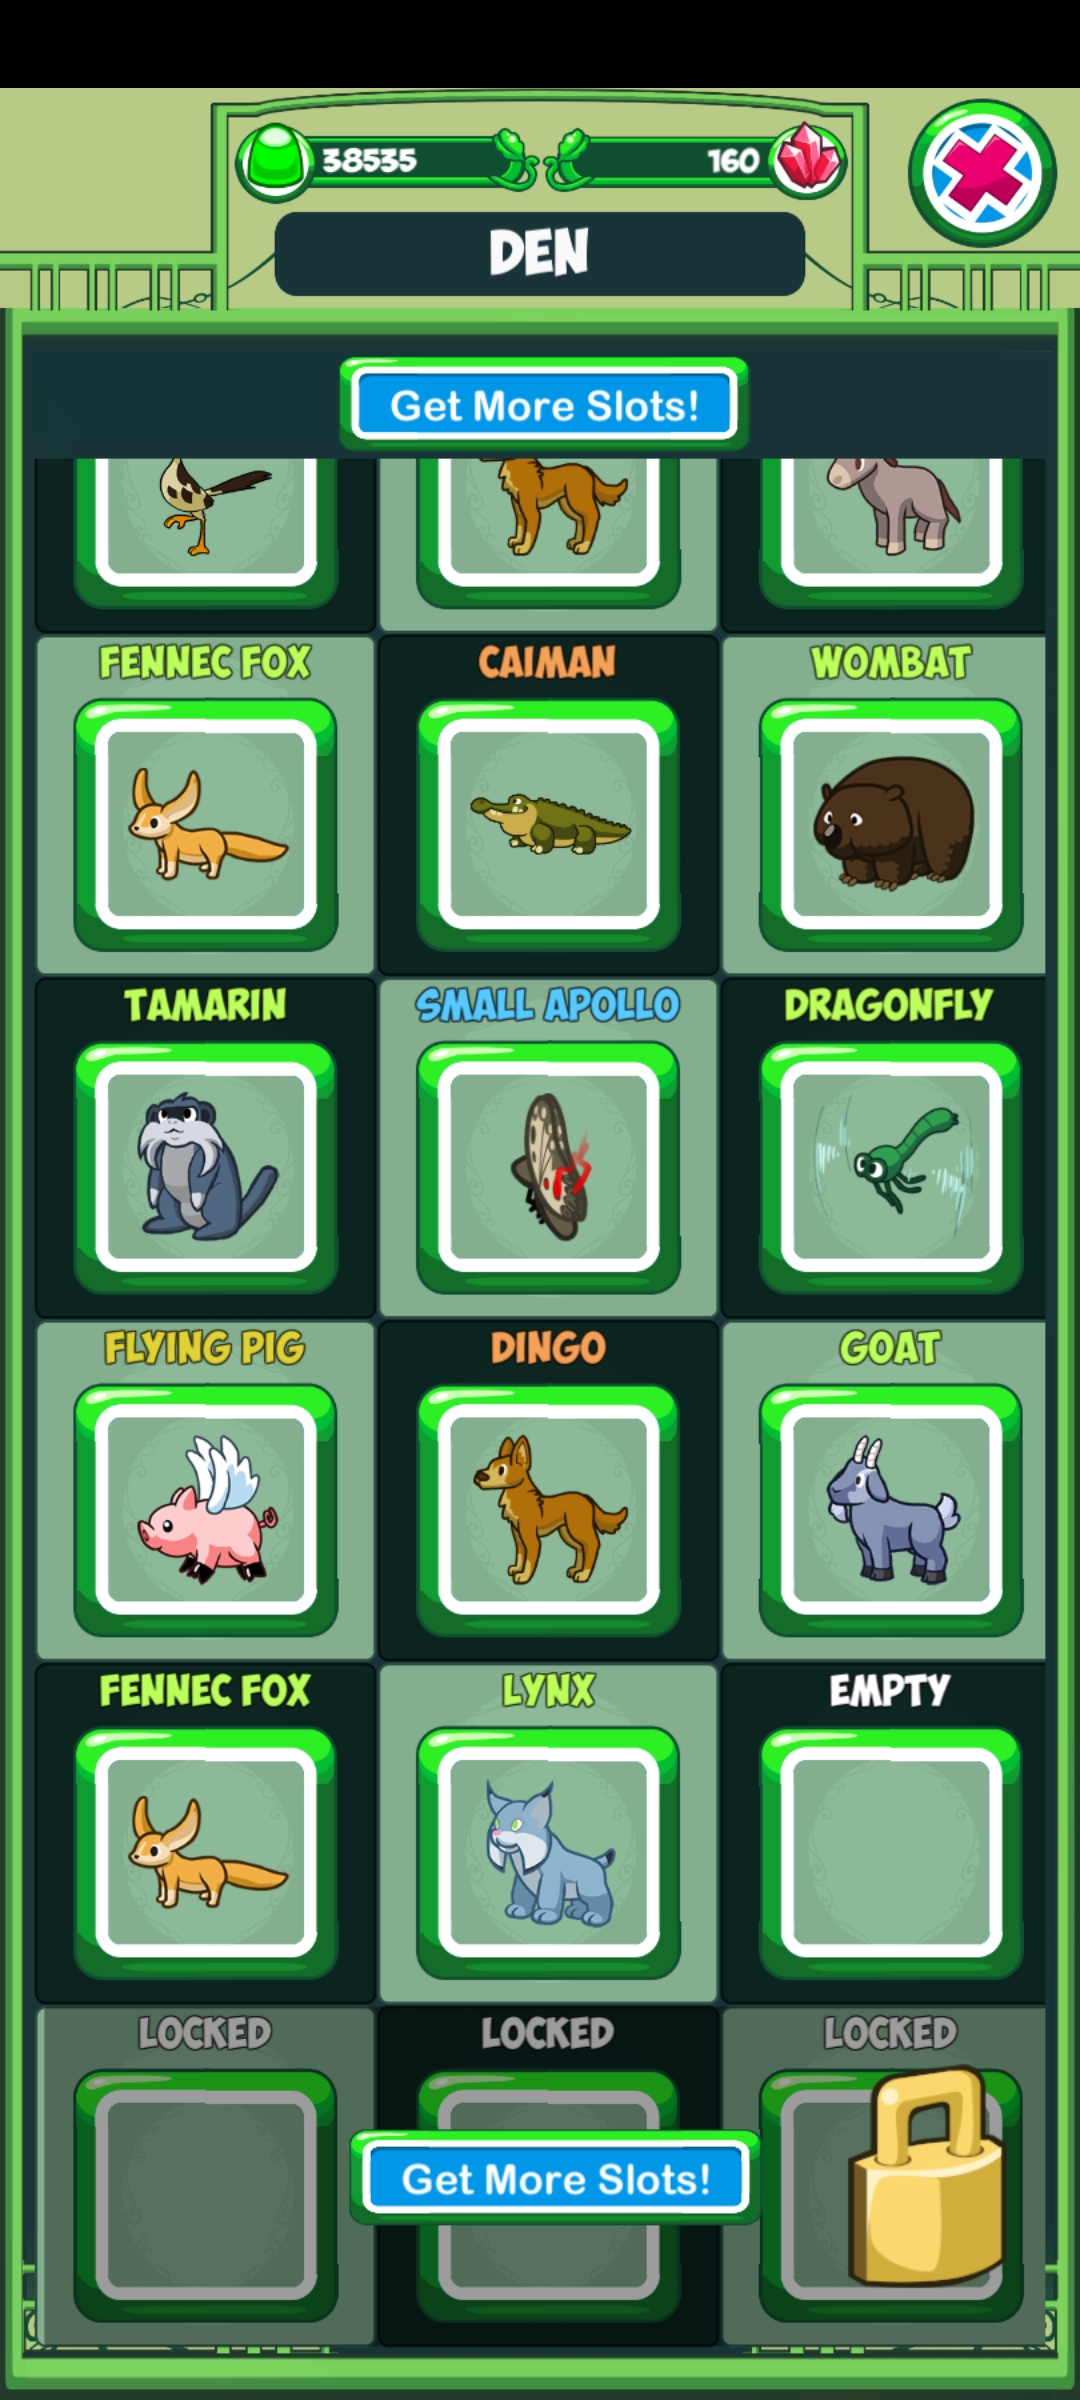 38535 160
DEN
Get More Slots!
FENNEC FOX CAIMAN WOMBAT
TAMARIN SMALL APOLLO DRAGONFLY
FLYING PIG DINGO GOAT
FENNEC FOX LYNX EMPTY
LOCKED LOCKED LOCKED
Get More Slots!